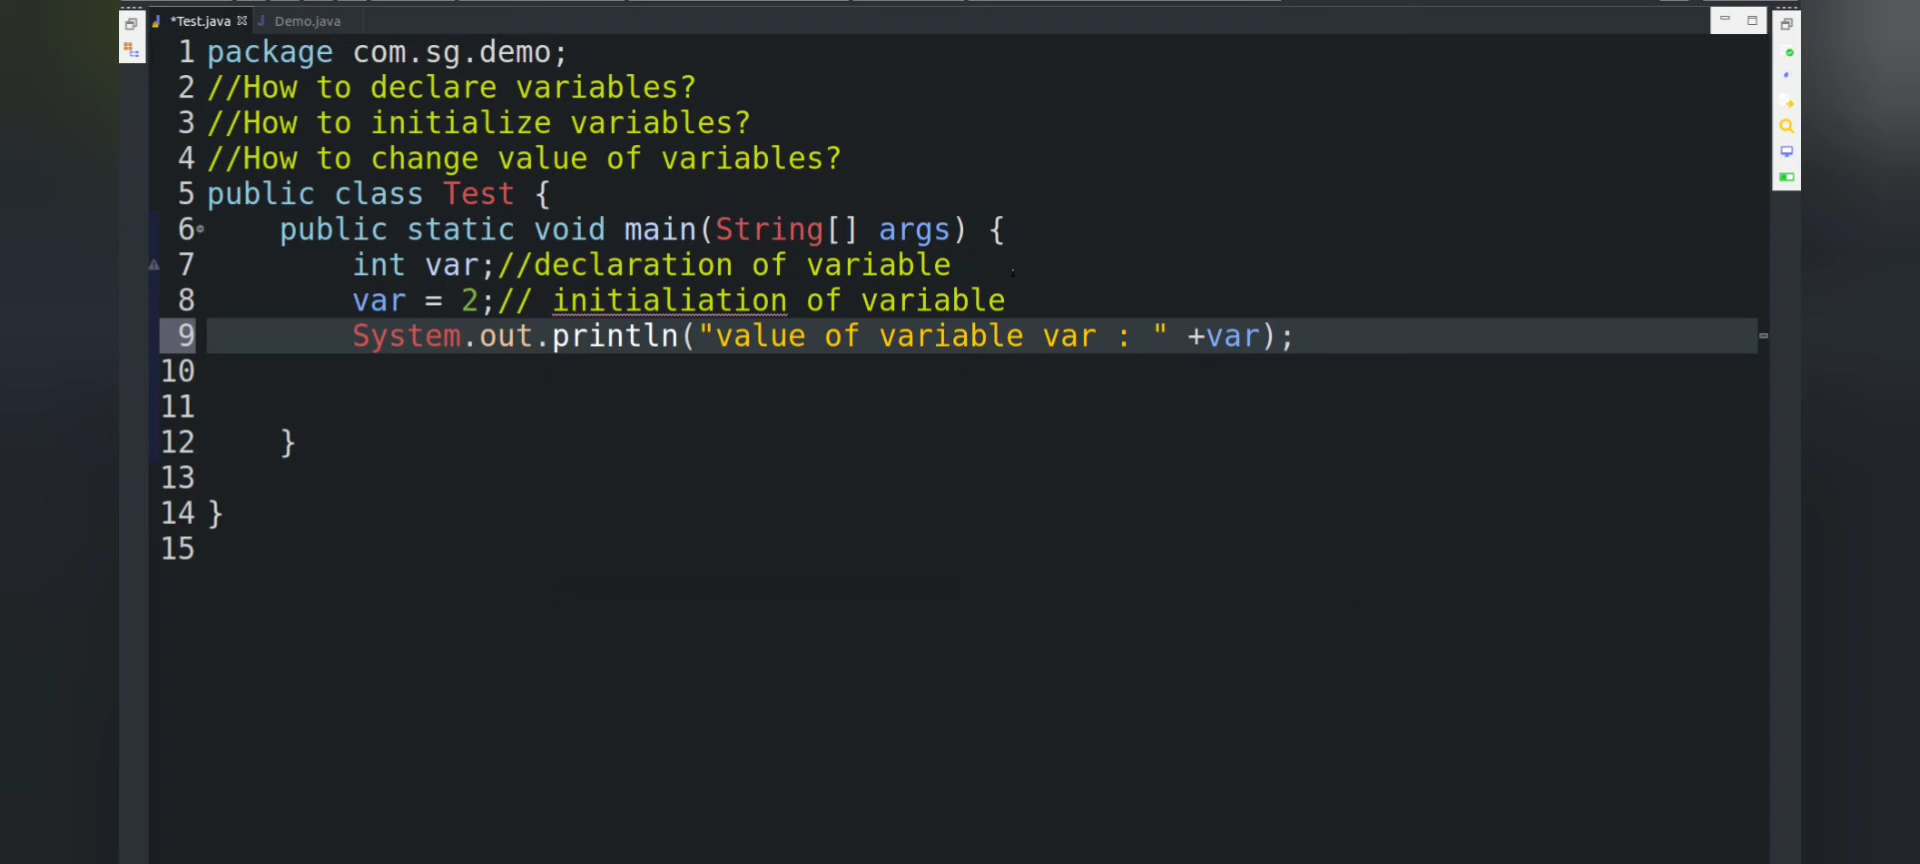 *Test.java Demo.java
1 package com.sg.demo;
2 //How to declare variables?
3 //How to initialize variables?
4 //How to change value of variables?
5 public class Test {
6 public static void main(String[] args) {
7 int var;//declaration of variable
8 var = 2;// initialiation of variable
9 System.out.println("value of variable var : " +var);
10
11
12 }
13
14 }
15